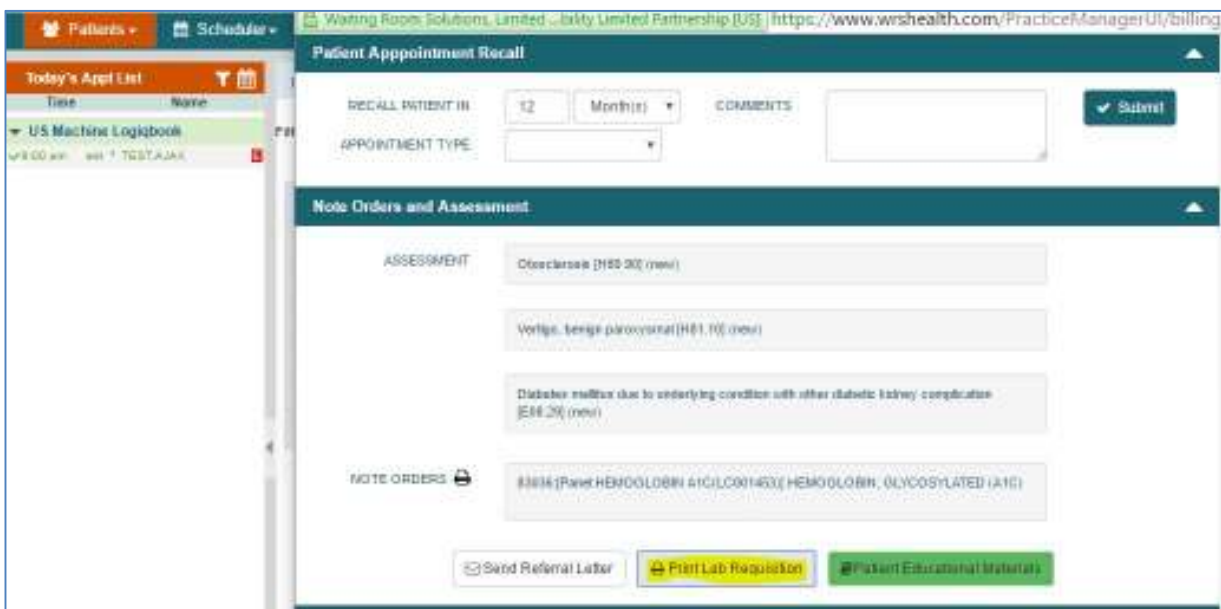 Patients
Scheduler
Waiting Room Solutions, Limited ...bility Limited Partnership [US] https://www.wrshealth.com/PracticeManagerUI/billing
Today's Appt List
Time Name
US Machine Logiqbook
TEST,AJAX
Patient Apppointment Recall
RECALL PATIENT IN 12 Month(s) COMMENTS
Submit
APPOINTMENT TYPE
Note Orders and Assessment
ASSESSMENT
Otosclerosis [H80.90] (new)
Vertigo, benign paroxysmal [H81.10] (new)
Diabetes mellitus due to underlying condition with other diabetic kidney complication
[E08.29] (new)
NOTE ORDERS
83036 [Panel:HEMOGLOBIN A1C(LC001453)] HEMOGLOBIN; GLYCOSYLATED (A1C)
Send Referral Letter
Print Lab Requisition
Patient Educational Materials